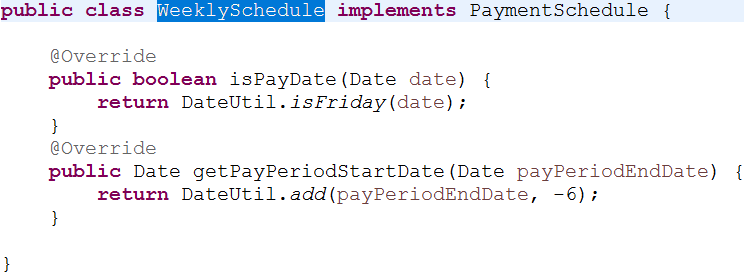 public class WeeklySchedule implements PaymentSchedule {
@Override
public boolean isPayDate(Date date) {
return DateUtil.isFriday(date);
}
@Override
public Date getPayPeriodStartDate(Date payPeriodEndDate) {
return DateUtil.add(payPeriodEndDate, -6);
}
}